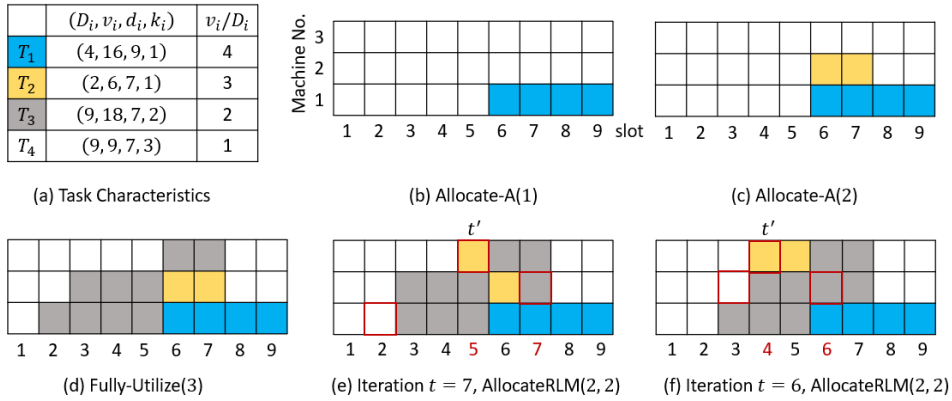 (D_i, v_i, d_i, k_i) v_i/D_i
T_1 (4, 16, 9, 1) 4
T_2 (2, 6, 7, 1) 3
T_3 (9, 18, 7, 2) 2
T_4 (9, 9, 7, 3) 1
(a) Task Characteristics
Machine No.
3
2
1
1 2 3 4 5 6 7 8 9 slot
(b) Allocate-A(1)
3
2
1
1 2 3 4 5 6 7 8 9
(c) Allocate-A(2)
1 2 3 4 5 6 7 8 9
(d) Fully-Utilize(3)
t′
1 2 3 4 5 6 7 8 9
(e) Iteration t = 7, AllocateRLM(2, 2)
t′
1 2 3 4 5 6 7 8 9
(f) Iteration t = 6, AllocateRLM(2, 2)